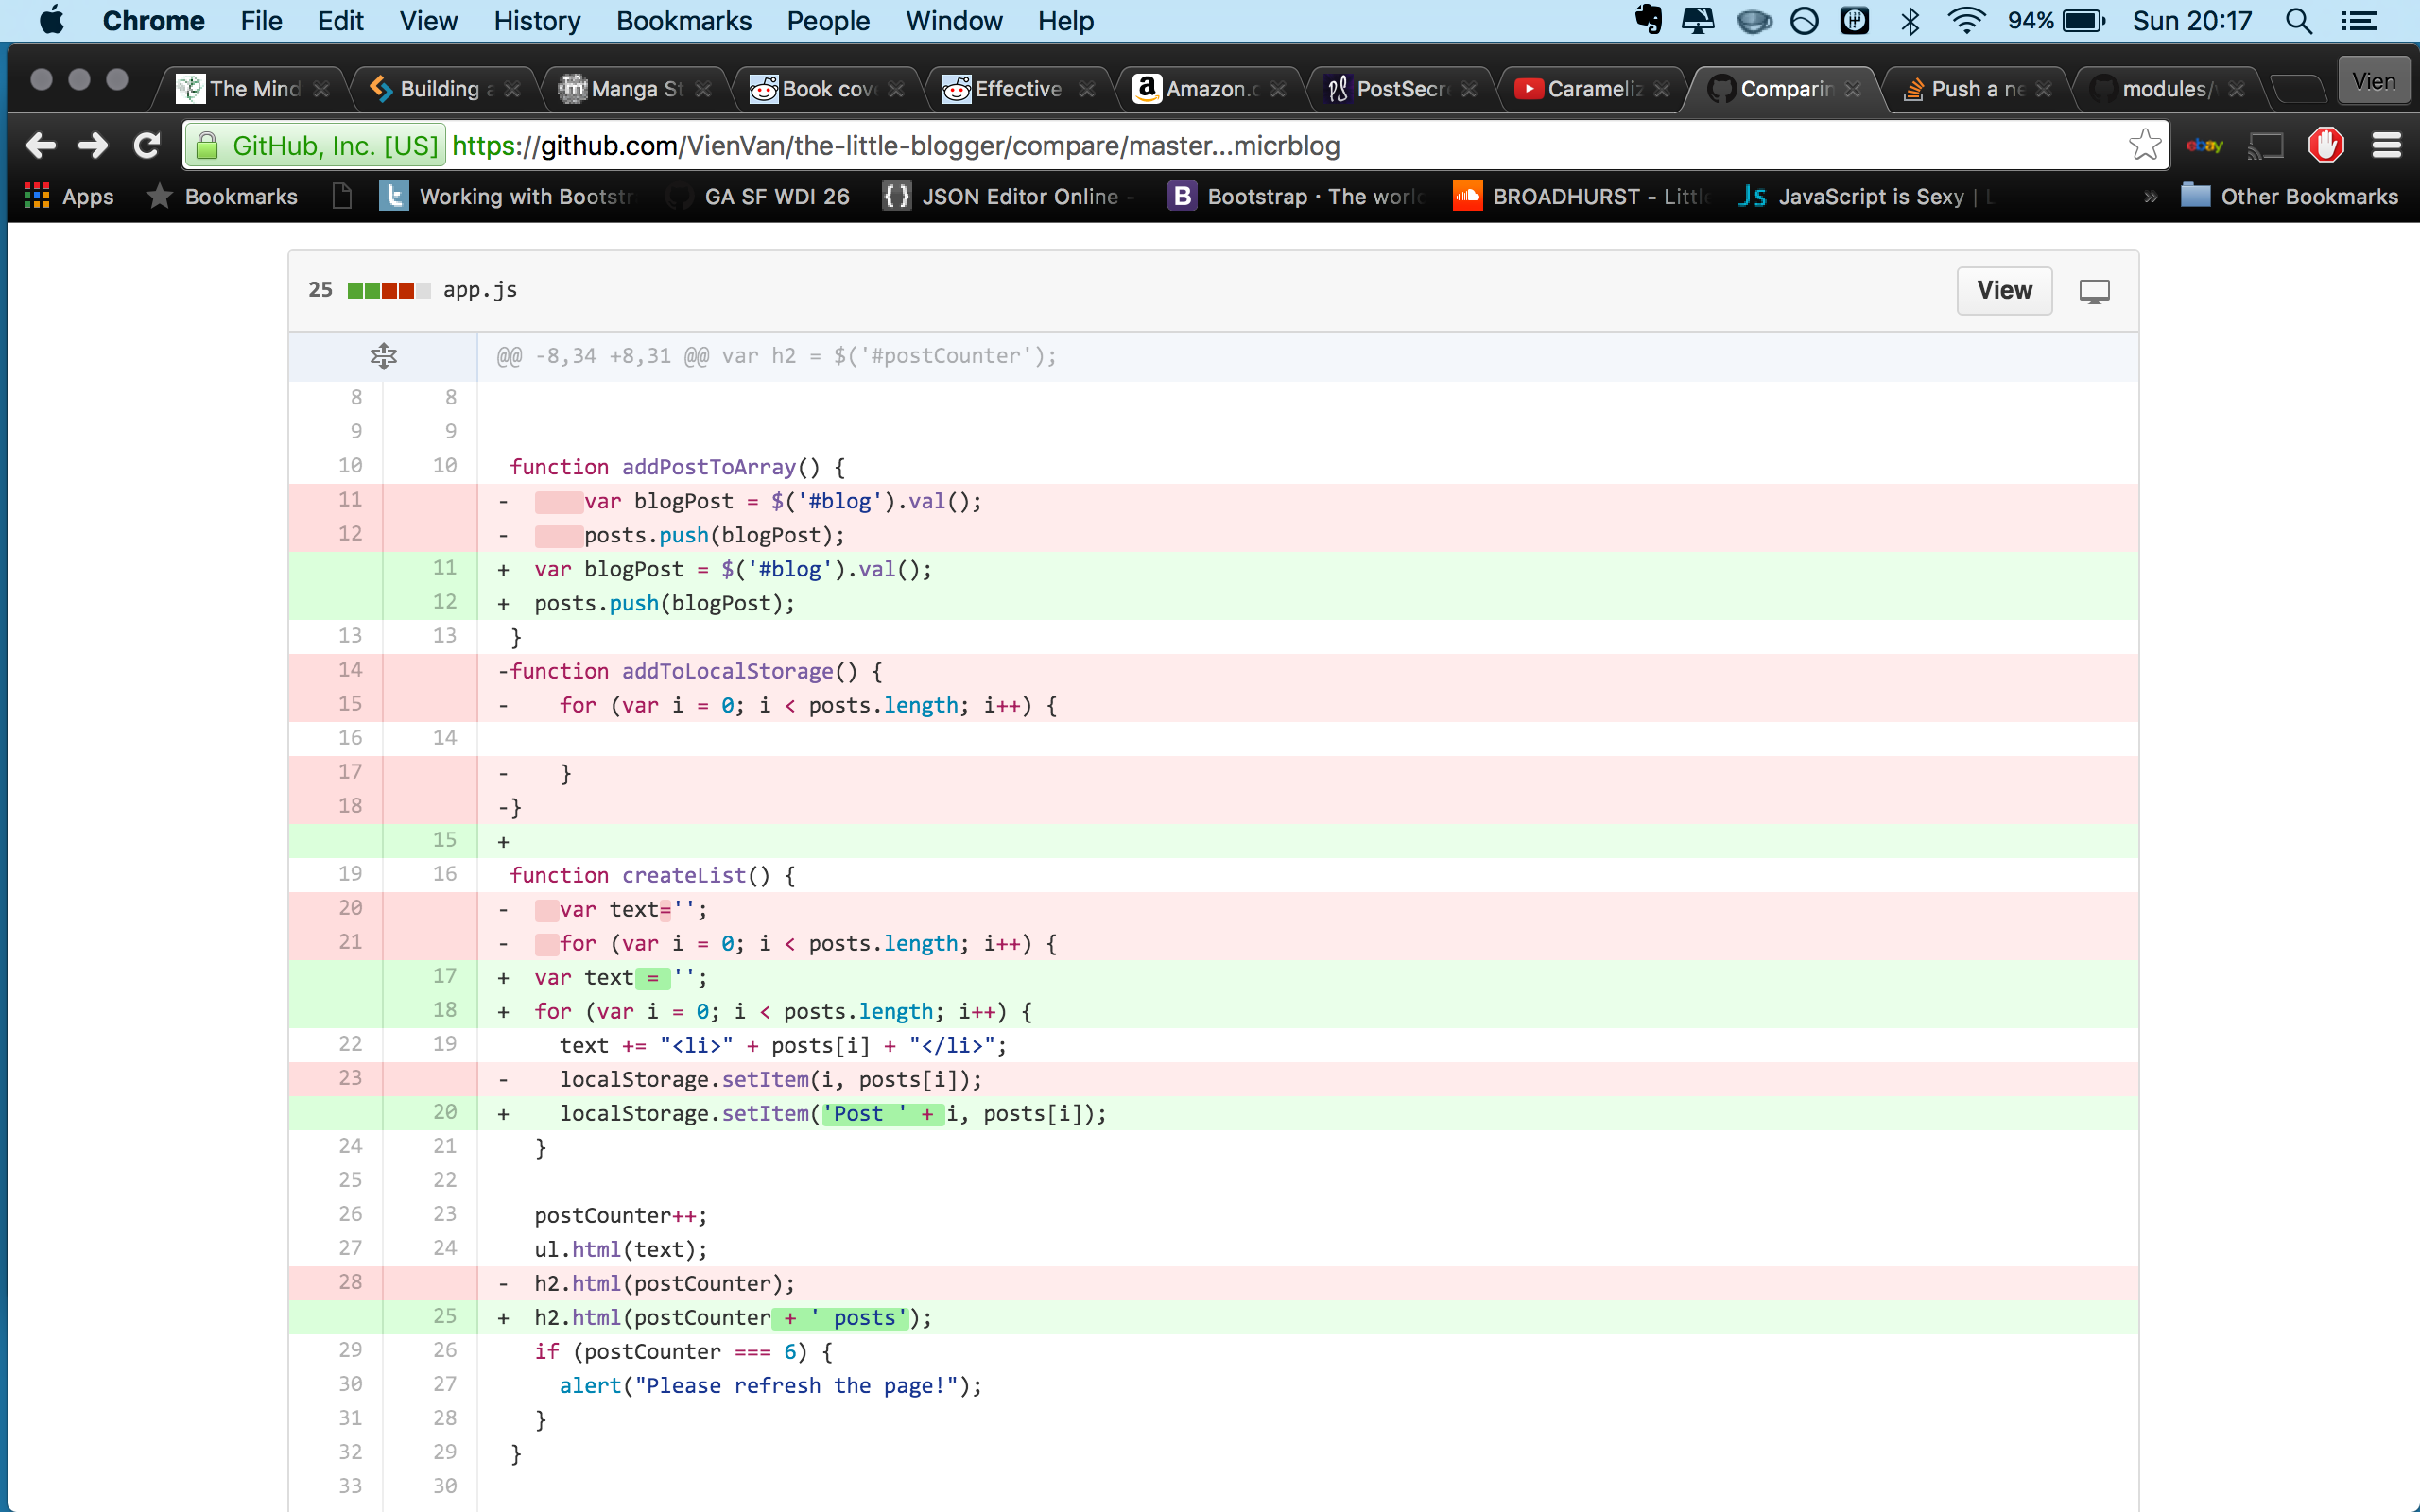 Chrome File Edit View History Bookmarks People Window Help 94% Sun 20:17
The Mind Building a Manga St Book cov Effective Amazon.c PostSecr Carameliz Comparin Push a ne modules/ Vien
GitHub, Inc. [US] https://github.com/VienVan/the-little-blogger/compare/master...micrblog ebay
Apps Bookmarks Working with Bootstr GA SF WDI 26 {} JSON Editor Online - B Bootstrap · The worl BROADHURST - Little JS JavaScript is Sexy | L » Other Bookmarks
25 app.js View
@@ -8,34 +8,31 @@ var h2 = $('#postCounter');
8 8
9 9
10 10 function addPostToArray() {
11 - var blogPost = $('#blog').val();
12 - posts.push(blogPost);
11 + var blogPost = $('#blog').val();
12 + posts.push(blogPost);
13 13 }
14 -function addToLocalStorage() {
15 - for (var i = 0; i < posts.length; i++) {
16 14
17 - }
18 -}
15 +
19 16 function createList() {
20 - var text='';
21 - for (var i = 0; i < posts.length; i++) {
17 + var text = '';
18 + for (var i = 0; i < posts.length; i++) {
22 19 text += "<li>" + posts[i] + "</li>";
23 - localStorage.setItem(i, posts[i]);
20 + localStorage.setItem('Post ' + i, posts[i]);
24 21 }
25 22
26 23 postCounter++;
27 24 ul.html(text);
28 - h2.html(postCounter);
25 + h2.html(postCounter + ' posts');
29 26 if (postCounter === 6) {
30 27 alert("Please refresh the page!");
31 28 }
32 29 }
33 30